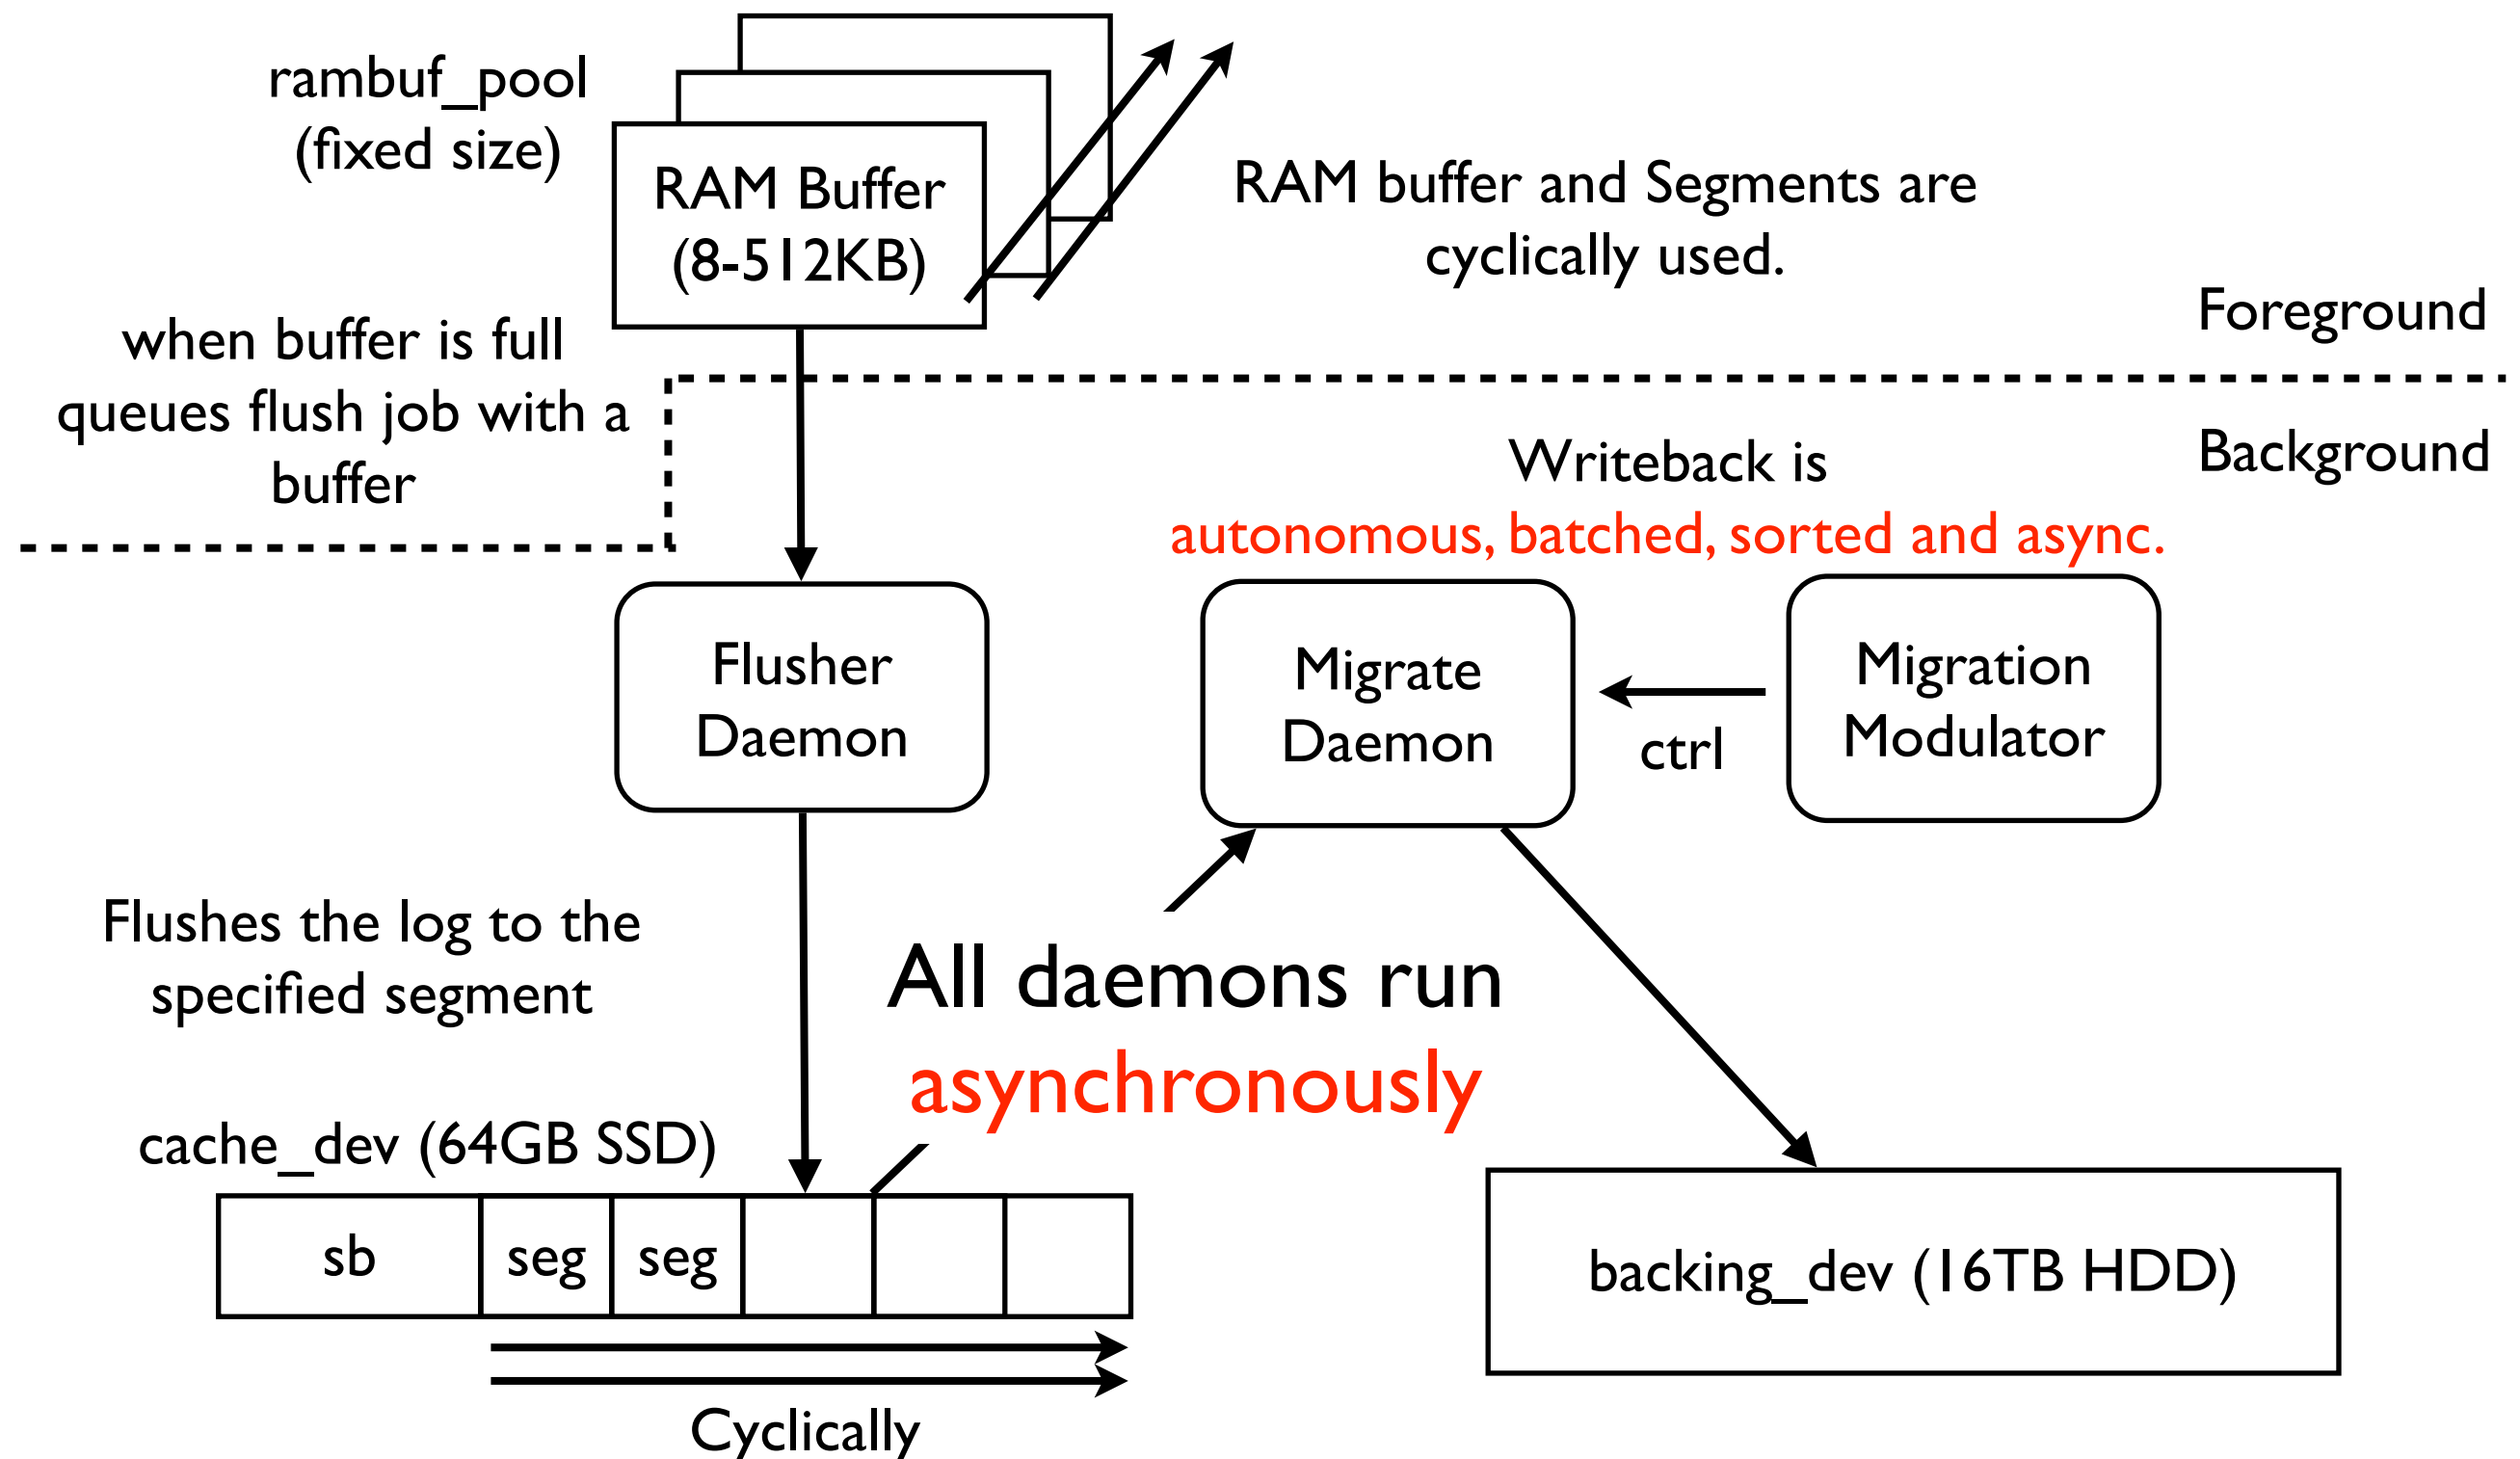 rambuf_pool
(fixed size)
RAM Buffer
(8-512KB)
RAM buffer and Segments are
cyclically used.
Foreground
when buffer is full
queues flush job with a
buffer
Background
Writeback is
autonomous, batched, sorted and async.
Flusher
Daemon
Migrate
Daemon
ctrl
Migration
Modulator
Flushes the log to the
specified segment
All daemons run
asynchronously
cache_dev (64GB SSD)
sb
seg
seg
backing_dev (16TB HDD)
Cyclically